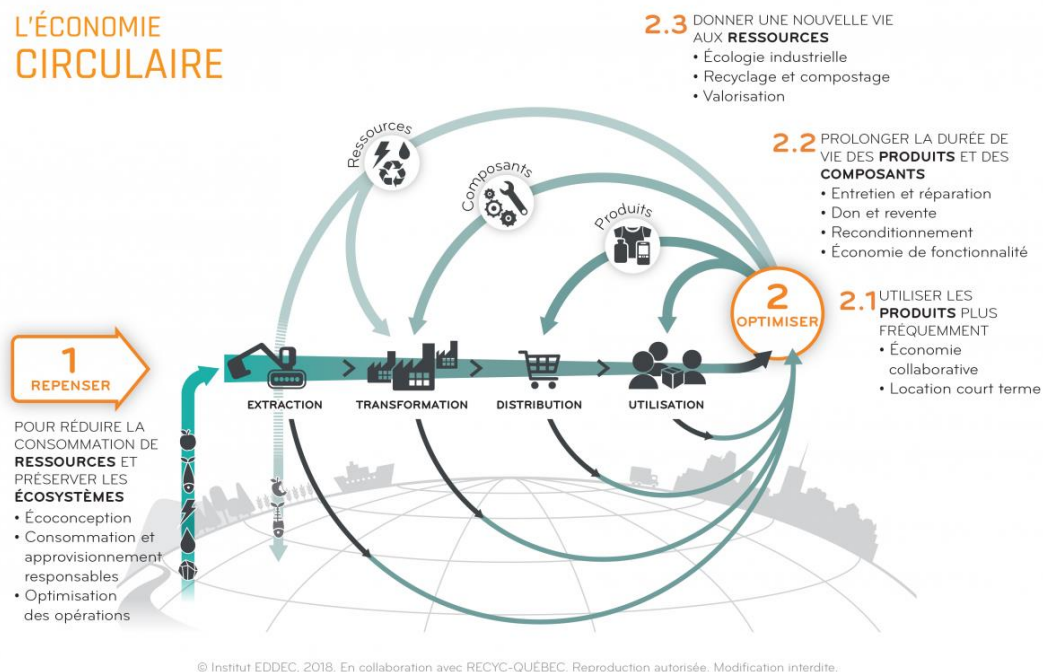 L'ÉCONOMIE
CIRCULAIRE
2.3 DONNER UNE NOUVELLE VIE
AUX RESSOURCES
• Écologie industrielle
• Recyclage et compostage
• Valorisation
Ressources
Composants
Produits
2.2 PROLONGER LA DURÉE DE
VIE DES PRODUITS ET DES
COMPOSANTS
• Entretien et réparation
• Don et revente
• Reconditionnement
• Économie de fonctionnalité
2
OPTIMISER
2.1 UTILISER LES
PRODUITS PLUS
FRÉQUEMMENT
• Économie
collaborative
• Location court terme
1
REPENSER
EXTRACTION
TRANSFORMATION
DISTRIBUTION
UTILISATION
POUR RÉDUIRE LA
CONSOMMATION DE
RESSOURCES ET
PRÉSERVER LES
ÉCOSYSTÈMES
• Écoconception
• Consommation et
approvisionnement
responsables
• Optimisation
des opérations
© Institut EDDEC, 2018. En collaboration avec RECYC-QUÉBEC. Reproduction autorisée. Modification interdite.